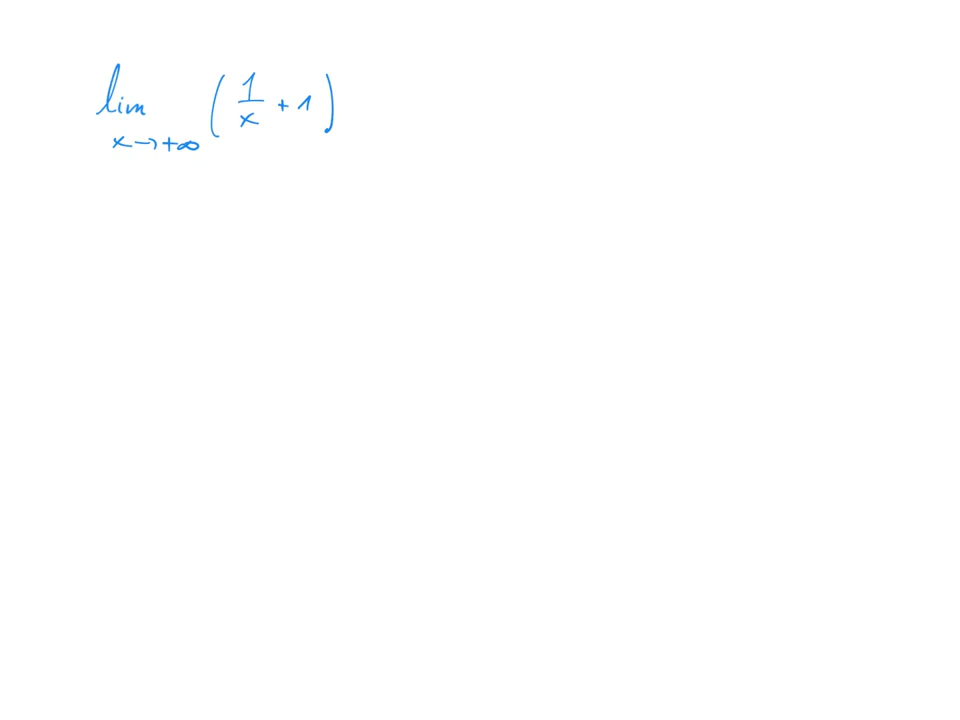 lim (1/x + 1)
x→+∞